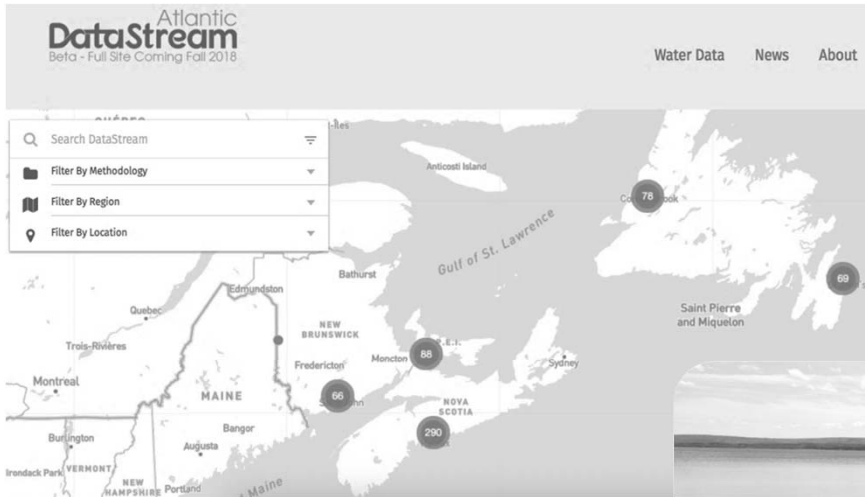 Atlantic
DataStream
Beta - Full Site Coming Fall 2018
Water Data News About
Search DataStream
Filter By Methodology
Filter By Region
Filter By Location
Anticosti Island
78
Gulf of St. Lawrence
69
Bathurst
Edmundston
Saint Pierre
and Miquelon
Quebec
NEW
BRUNSWICK
Trois-Rivières
88
P.E.I.
Moncton
Fredericton
Sydney
Montreal
MAINE
66
NOVA
SCOTIA
290
Bangor
Burlington
Augusta
VERMONT
NEW
HAMPSHIRE
Portland
Maine